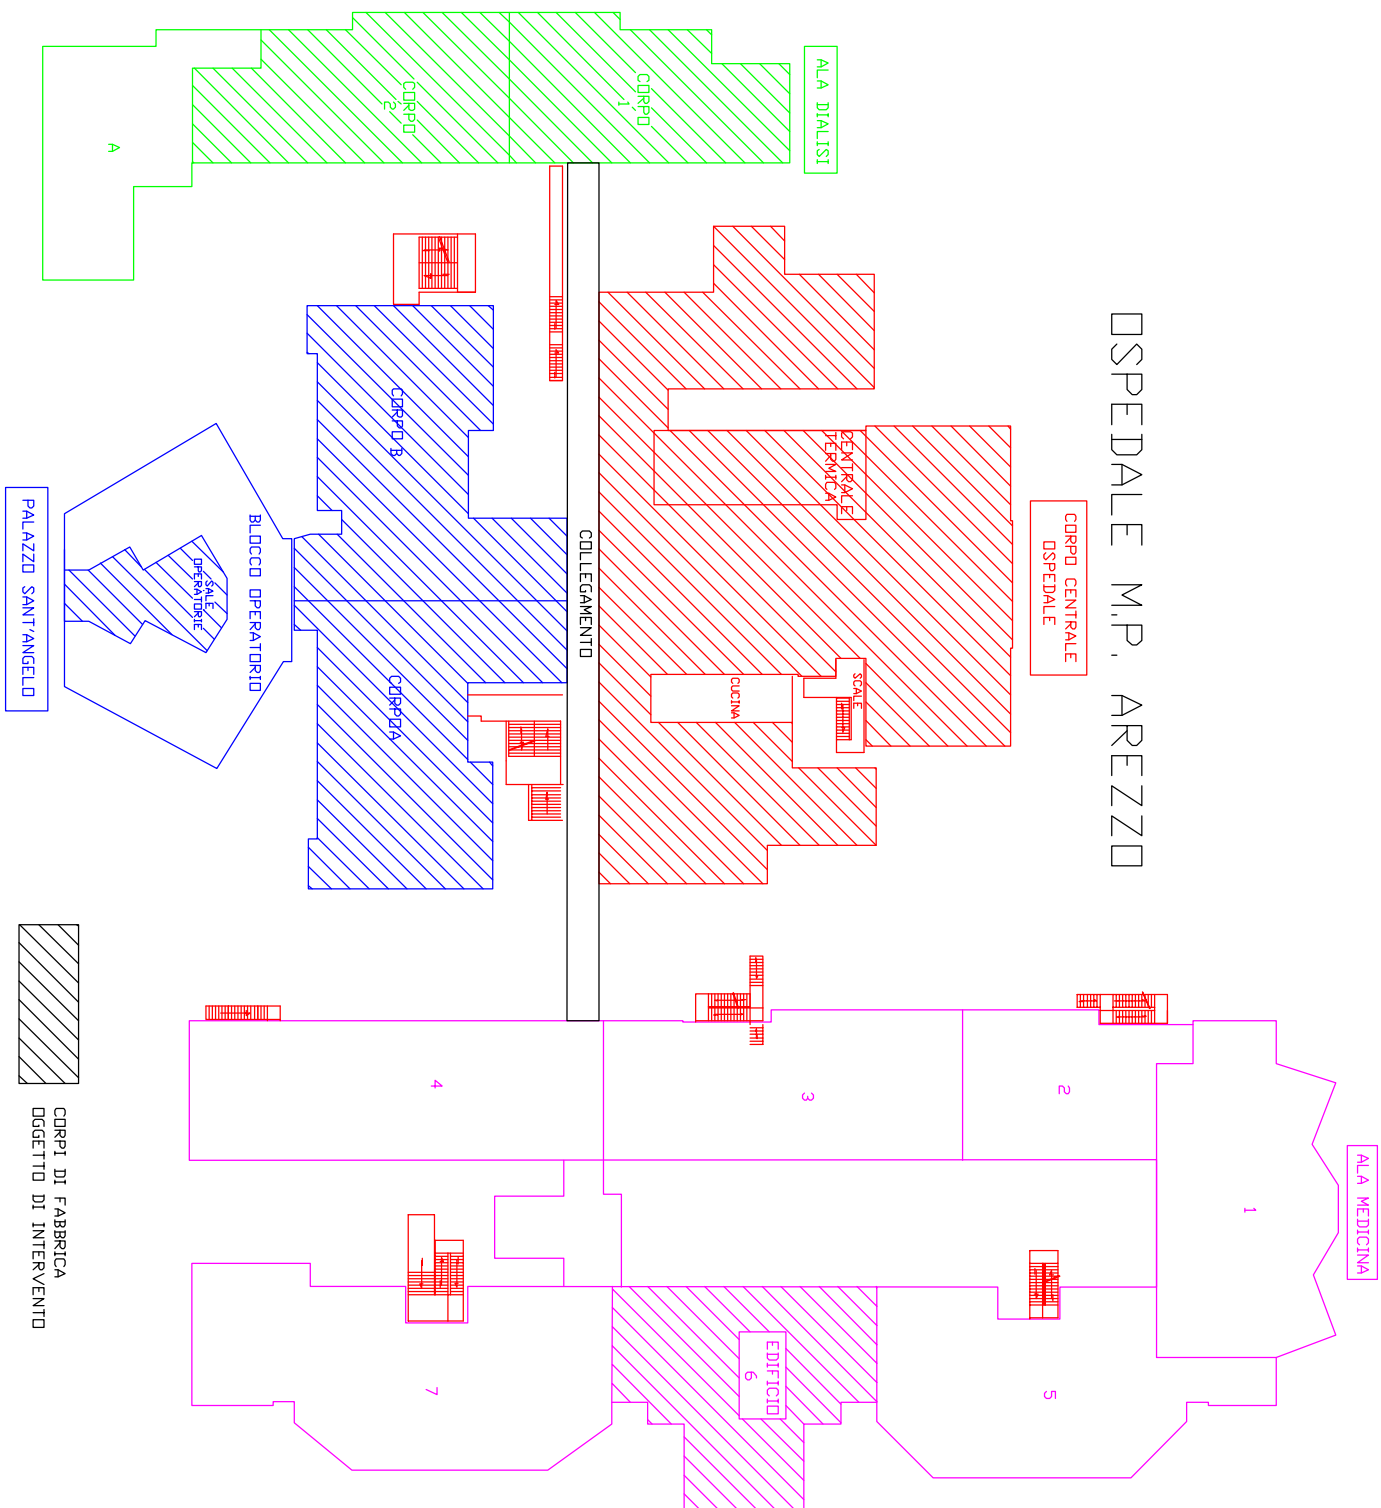 OSPEDALE M.P. AREZZO
ALA DIALISI
CORPO
'1'
CORPO
'2'
A
CORPO CENTRALE
OSPEDALE
CENTRALE
TERMICA
SCALE
CUCINA
COLLEGAMENTO
CORPO B
CORPOA
BLOCCO OPERATORIO
SALE
OPERATORIE
PALAZZO SANT'ANGELO
ALA MEDICINA
1
2
3
4
5
EDIFICIO
6
7
CORPI DI FABBRICA
OGGETTO DI INTERVENTO